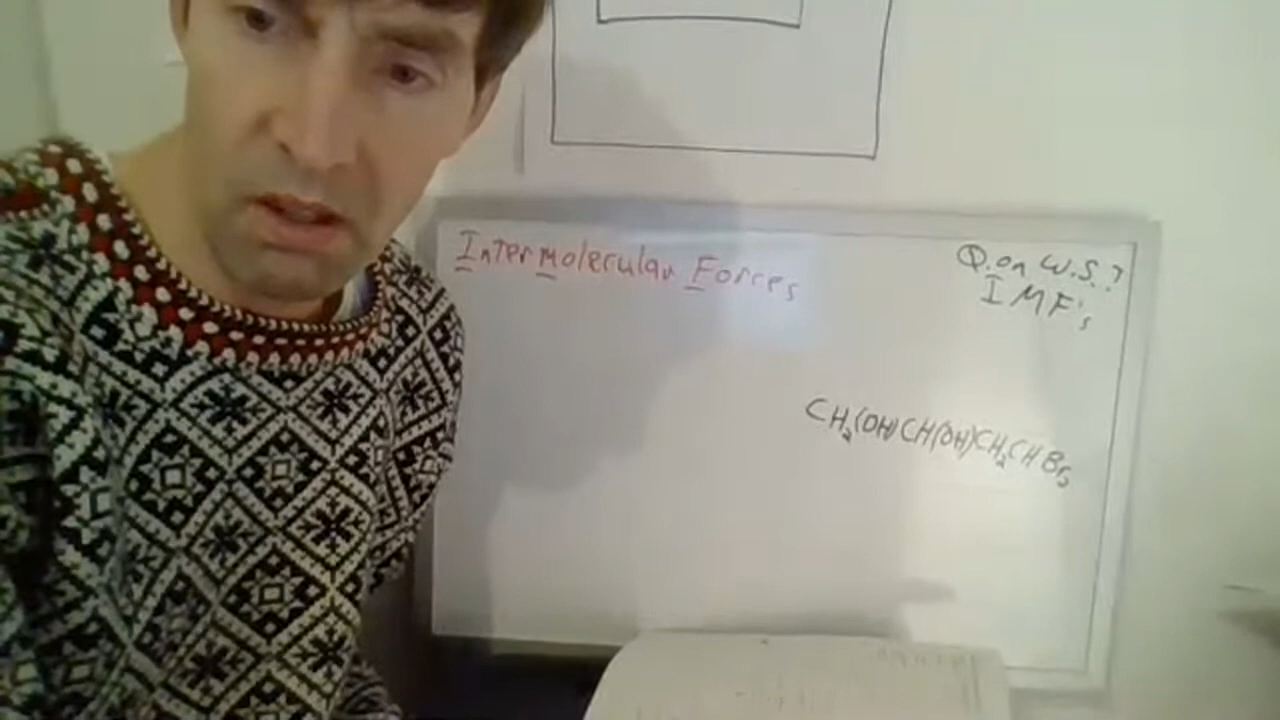 Intermolecular Forces
Q. on W.S.?
IMF's
CH₂(OH)CH(OH)CH₂CHBr₂